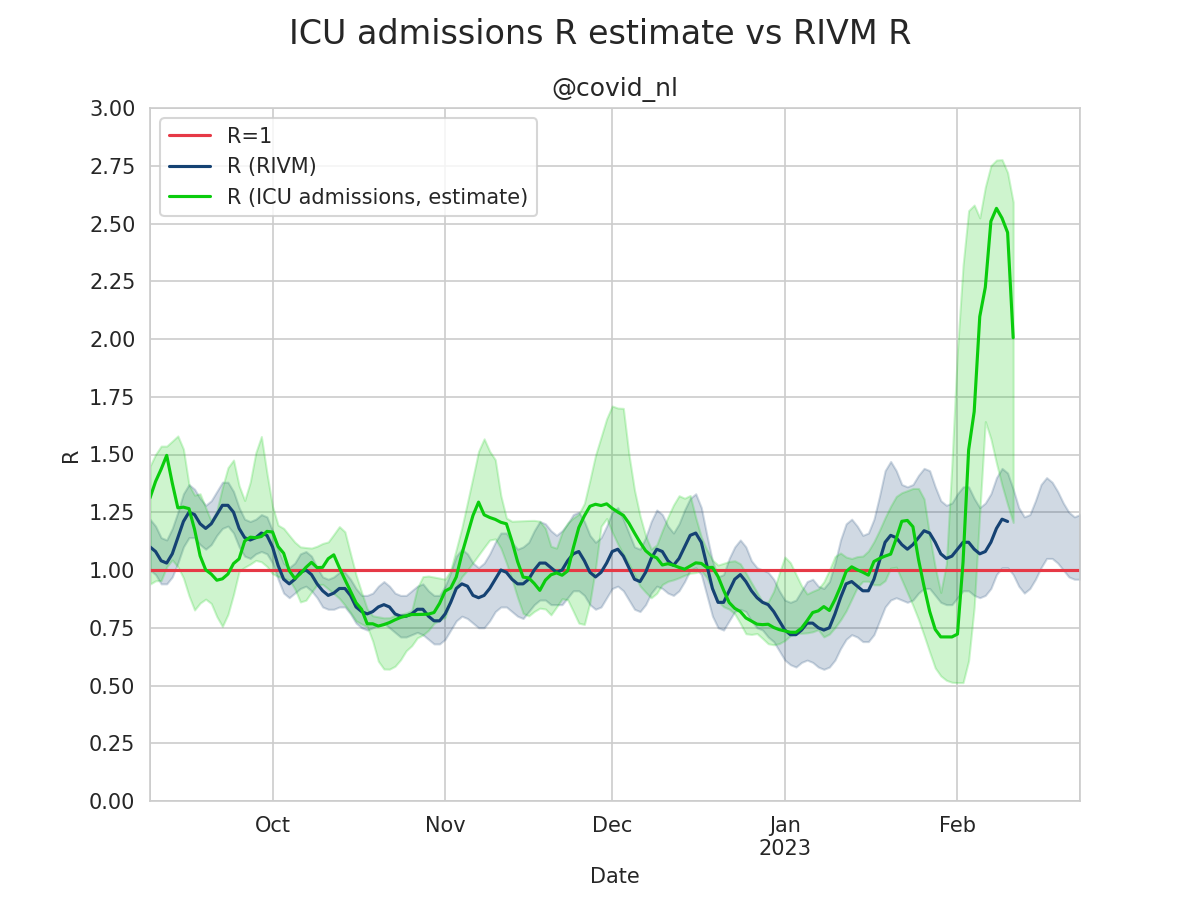 ICU admissions R estimate vs RIVM R
@covid_nl
R=1
R (RIVM)
R (ICU admissions, estimate)
3.00
2.75
2.50
2.25
2.00
1.75
1.50
1.25
1.00
0.75
0.50
0.25
0.00
R
Oct
Nov
Dec
Jan
2023
Feb
Date